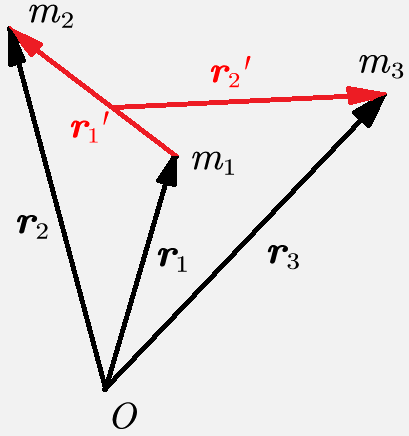 m₂
m₃
r₂′
r₁′
m₁
r₂
r₁
r₃
O